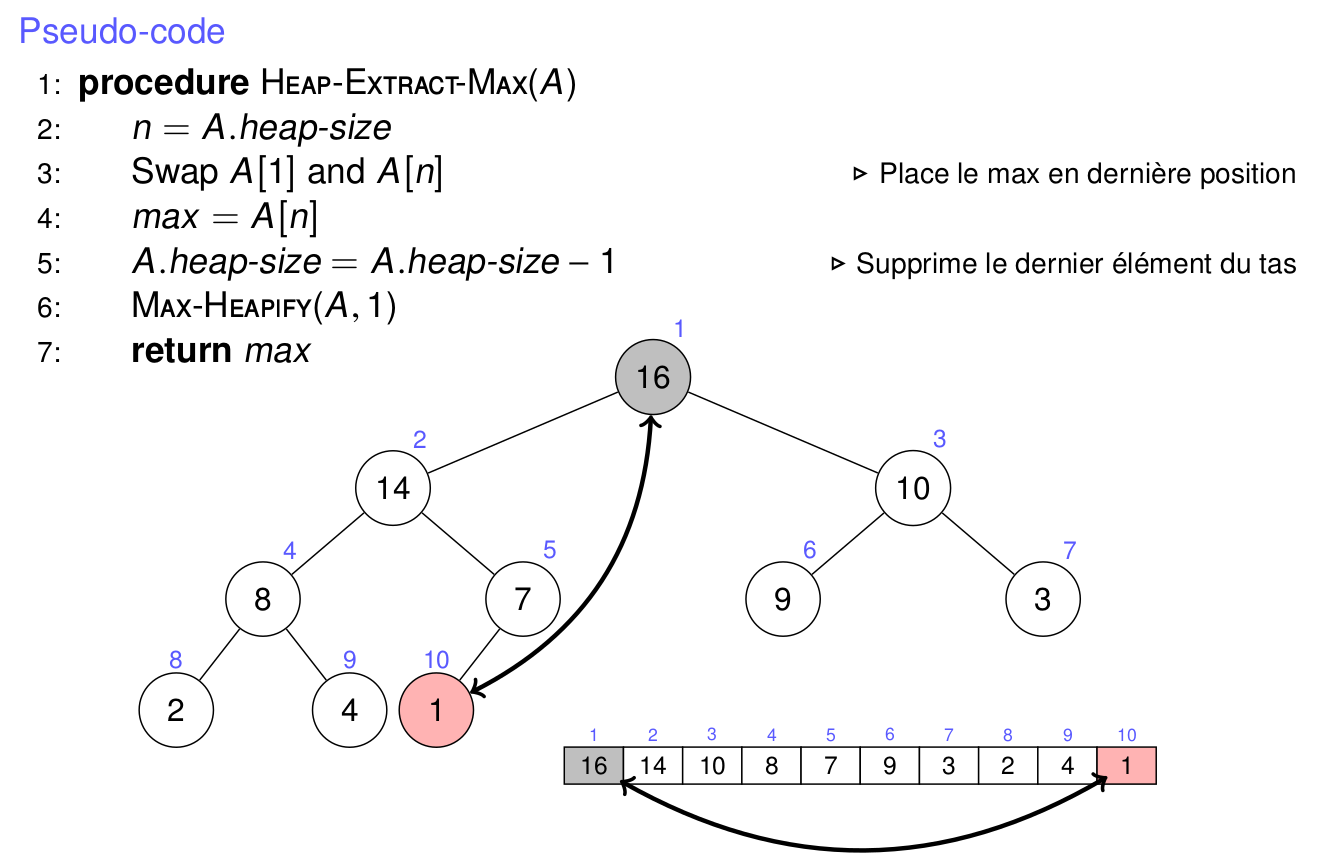 Pseudo-code
1: procedure HEAP-EXTRACT-MAX(A)
2: n = A.heap-size
3: Swap A[1] and A[n] ▷ Place le max en dernière position
4: max = A[n]
5: A.heap-size = A.heap-size − 1 ▷ Supprime le dernier élément du tas
6: MAX-HEAPIFY(A, 1)
7: return max
1
16
2 3
14 10
4 5 6 7
8 7 9 3
8 9 10
2 4 1
1 2 3 4 5 6 7 8 9 10
16 14 10 8 7 9 3 2 4 1